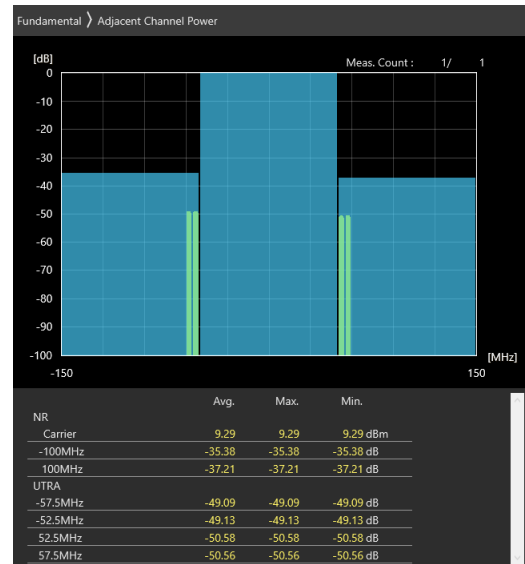 Fundamental 〉 Adjacent Channel Power
[dB]
Meas. Count : 1/ 1
0
-10
-20
-30
-40
-50
-60
-70
-80
-90
-100
[MHz]
-150 150
Avg. Max. Min.
NR
Carrier 9.29 9.29 9.29 dBm
-100MHz -35.38 -35.38 -35.38 dB
100MHz -37.21 -37.21 -37.21 dB
UTRA
-57.5MHz -49.09 -49.09 -49.09 dB
-52.5MHz -49.13 -49.13 -49.13 dB
52.5MHz -50.58 -50.58 -50.58 dB
57.5MHz -50.56 -50.56 -50.56 dB